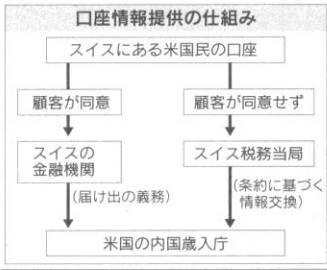 口座情報提供の仕組み
スイスにある米国民の口座
顧客が同意
顧客が同意せず
スイスの
金融機関
スイス税務当局
(届け出の義務)
(条約に基づく
情報交換)
米国の内国歳入庁